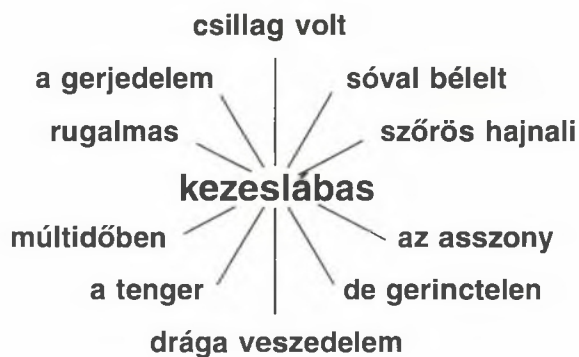 csillag volt
a gerjedelem sóval bélelt
rugalmas szőrös hajnali
kezeslábas
múltidőben az asszony
a tenger de gerinctelen
drága veszedelem